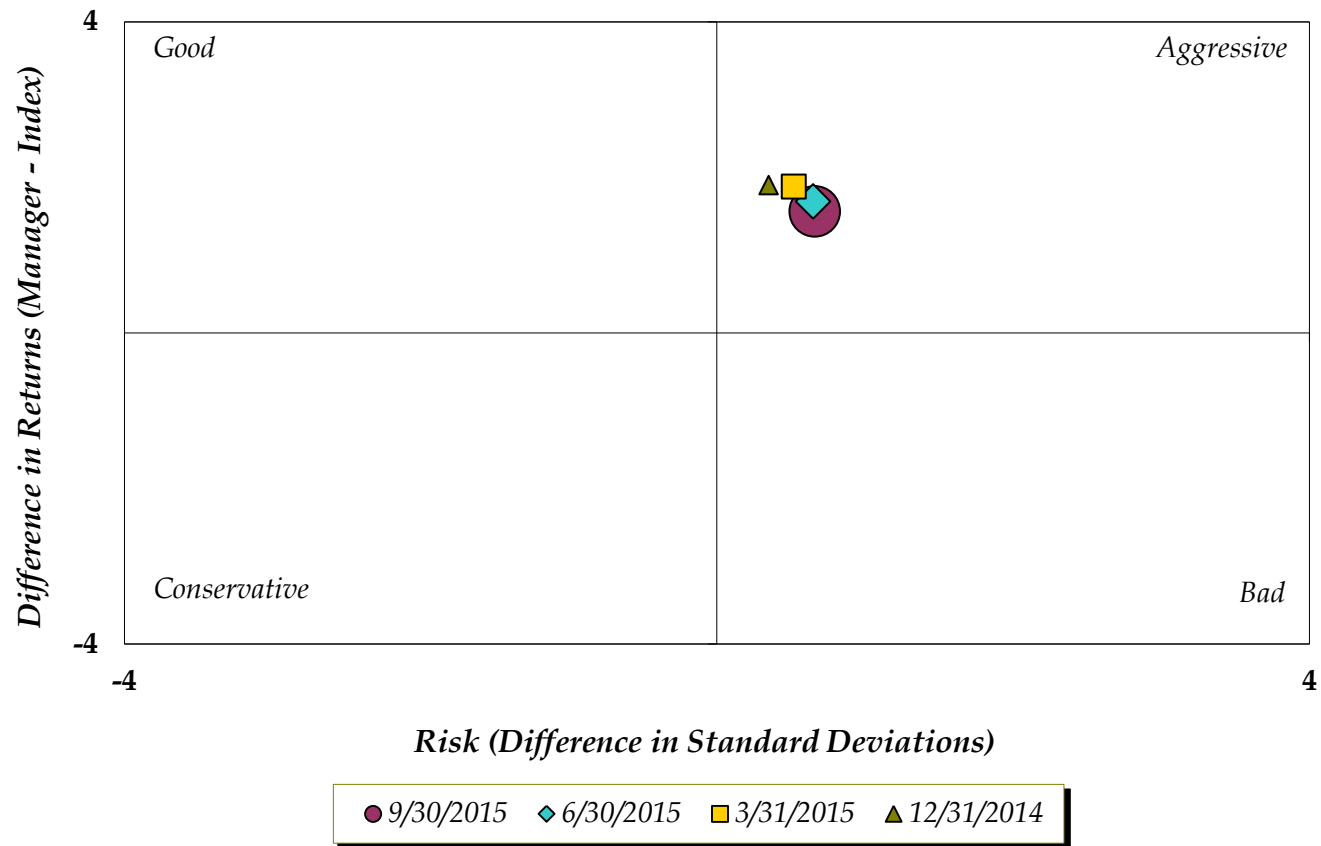 4
Good
Aggressive
Difference in Returns (Manager - Index)
Conservative
Bad
-4
-4
4
Risk (Difference in Standard Deviations)
9/30/2015 6/30/2015 3/31/2015 12/31/2014